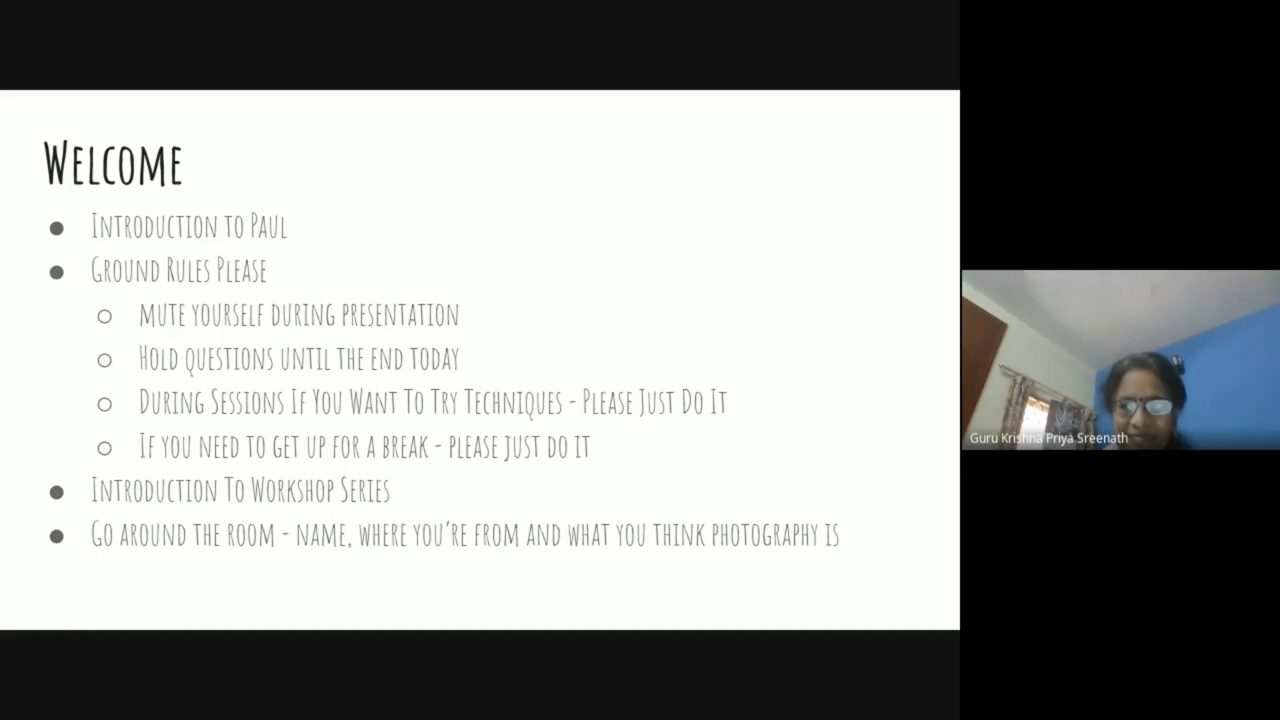 Welcome
Introduction to Paul
Ground Rules Please
mute yourself during presentation
Hold questions until the end today
During Sessions If You Want To Try Techniques - Please Just Do It
If you need to get up for a break - please just do it
Introduction To Workshop Series
Go around the room - name, where you're from and what you think photography is
Guru Krishna Priya Sreenath